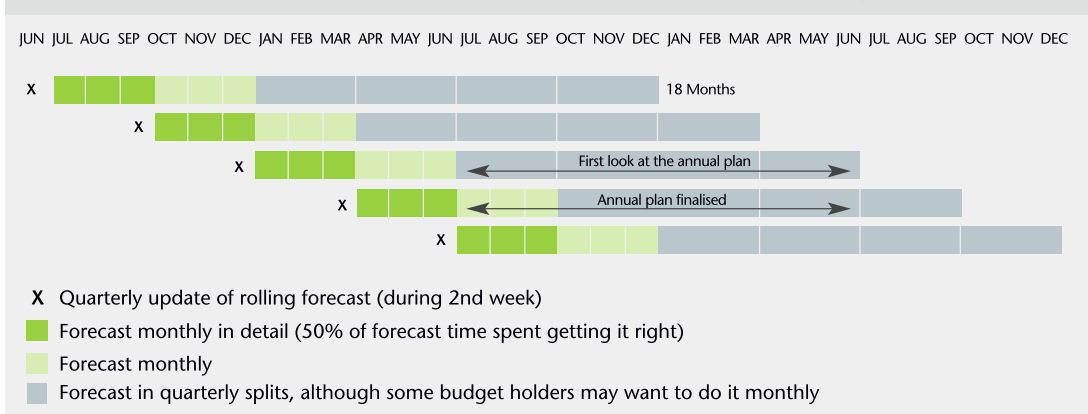 JUN JUL AUG SEP OCT NOV DEC JAN FEB MAR APR MAY JUN JUL AUG SEP OCT NOV DEC JAN FEB MAR APR MAY JUN JUL AUG SEP OCT NOV DEC
X 18 Months
X
X First look at the annual plan
X Annual plan finalised
X
X Quarterly update of rolling forecast (during 2nd week)
Forecast monthly in detail (50% of forecast time spent getting it right)
Forecast monthly
Forecast in quarterly splits, although some budget holders may want to do it monthly